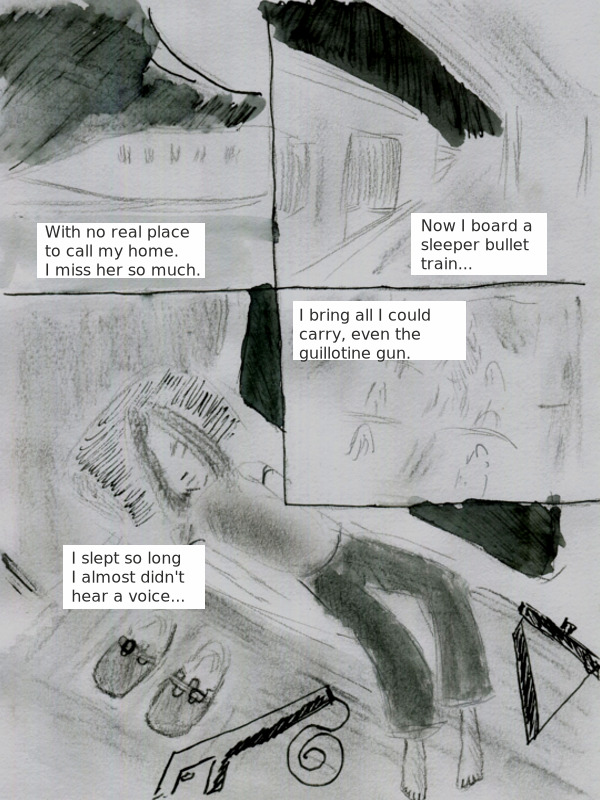 With no real place
to call my home.
I miss her so much.
Now I board a
sleeper bullet
train...
I bring all I could
carry, even the
guillotine gun.
I slept so long
I almost didn't
hear a voice...